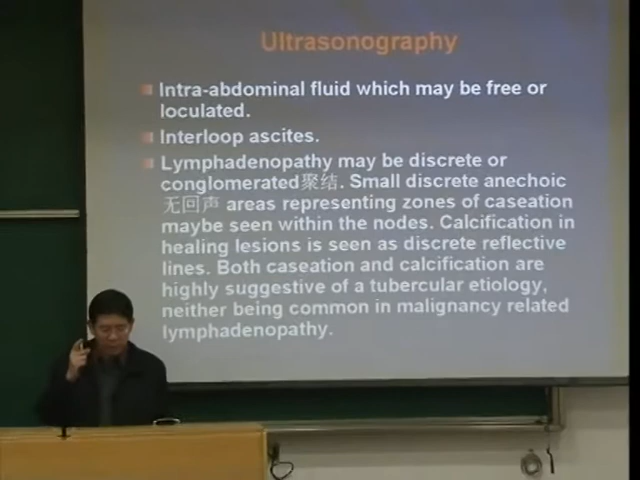 Ultrasonography
Intra-abdominal fluid which may be free or
loculated.
Interloop ascites.
Lymphadenopathy may be discrete or
conglomerated聚结. Small discrete anechoic
无回声 areas representing zones of caseation
maybe seen within the nodes. Calcification in
healing lesions is seen as discrete reflective
lines. Both caseation and calcification are
highly suggestive of a tubercular etiology,
neither being common in malignancy related
lymphadenopathy.